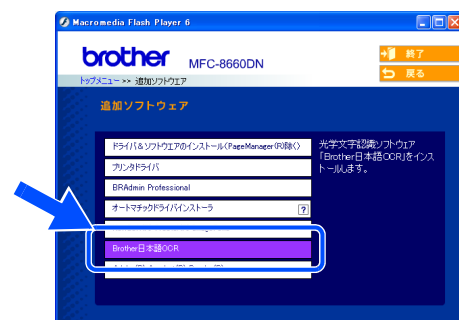 Macromedia Flash Player 6
brother MFC-8660DN
終了
戻る
トップメニュー >> 追加ソフトウェア
追加ソフトウェア
ドライバ&ソフトウエアのインストール(PageManager(R)除く)
プリンタドライバ
BRAdmin Professional
オートマチックドライバインストーラ ?
Brother日本語OCR
光学文字認識ソフトウェア
「Brother日本語OCR」をインス
トールします。